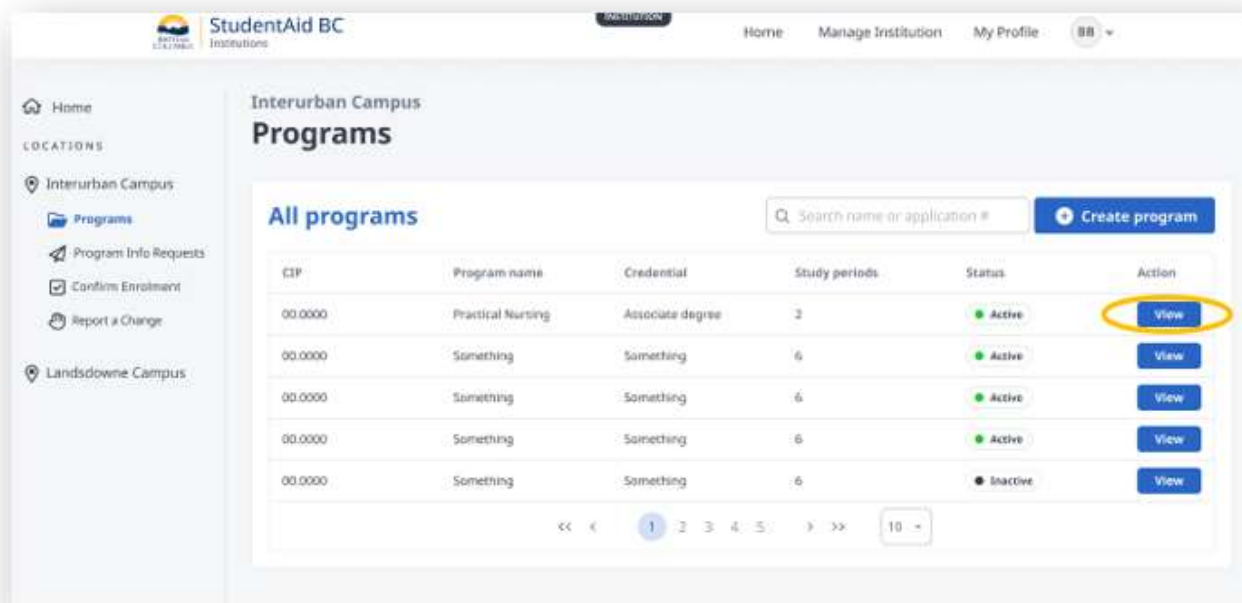 StudentAid BC
BRITISH COLUMBIA
Institutions
INSTITUTION
Home Manage Institution My Profile BB
Home
LOCATIONS
Interurban Campus
Programs
Program Info Requests
Confirm Enrolment
Report a Change
Landsdowne Campus
Interurban Campus
Programs
All programs
Search name or application #
Create program
CIP Program name Credential Study periods Status Action
00.0000 Practical Nursing Associate degree 2 Active View
00.0000 Something Something 6 Active View
00.0000 Something Something 6 Active View
00.0000 Something Something 6 Active View
00.0000 Something Something 6 Inactive View
<< < 1 2 3 4 5 > >> 10